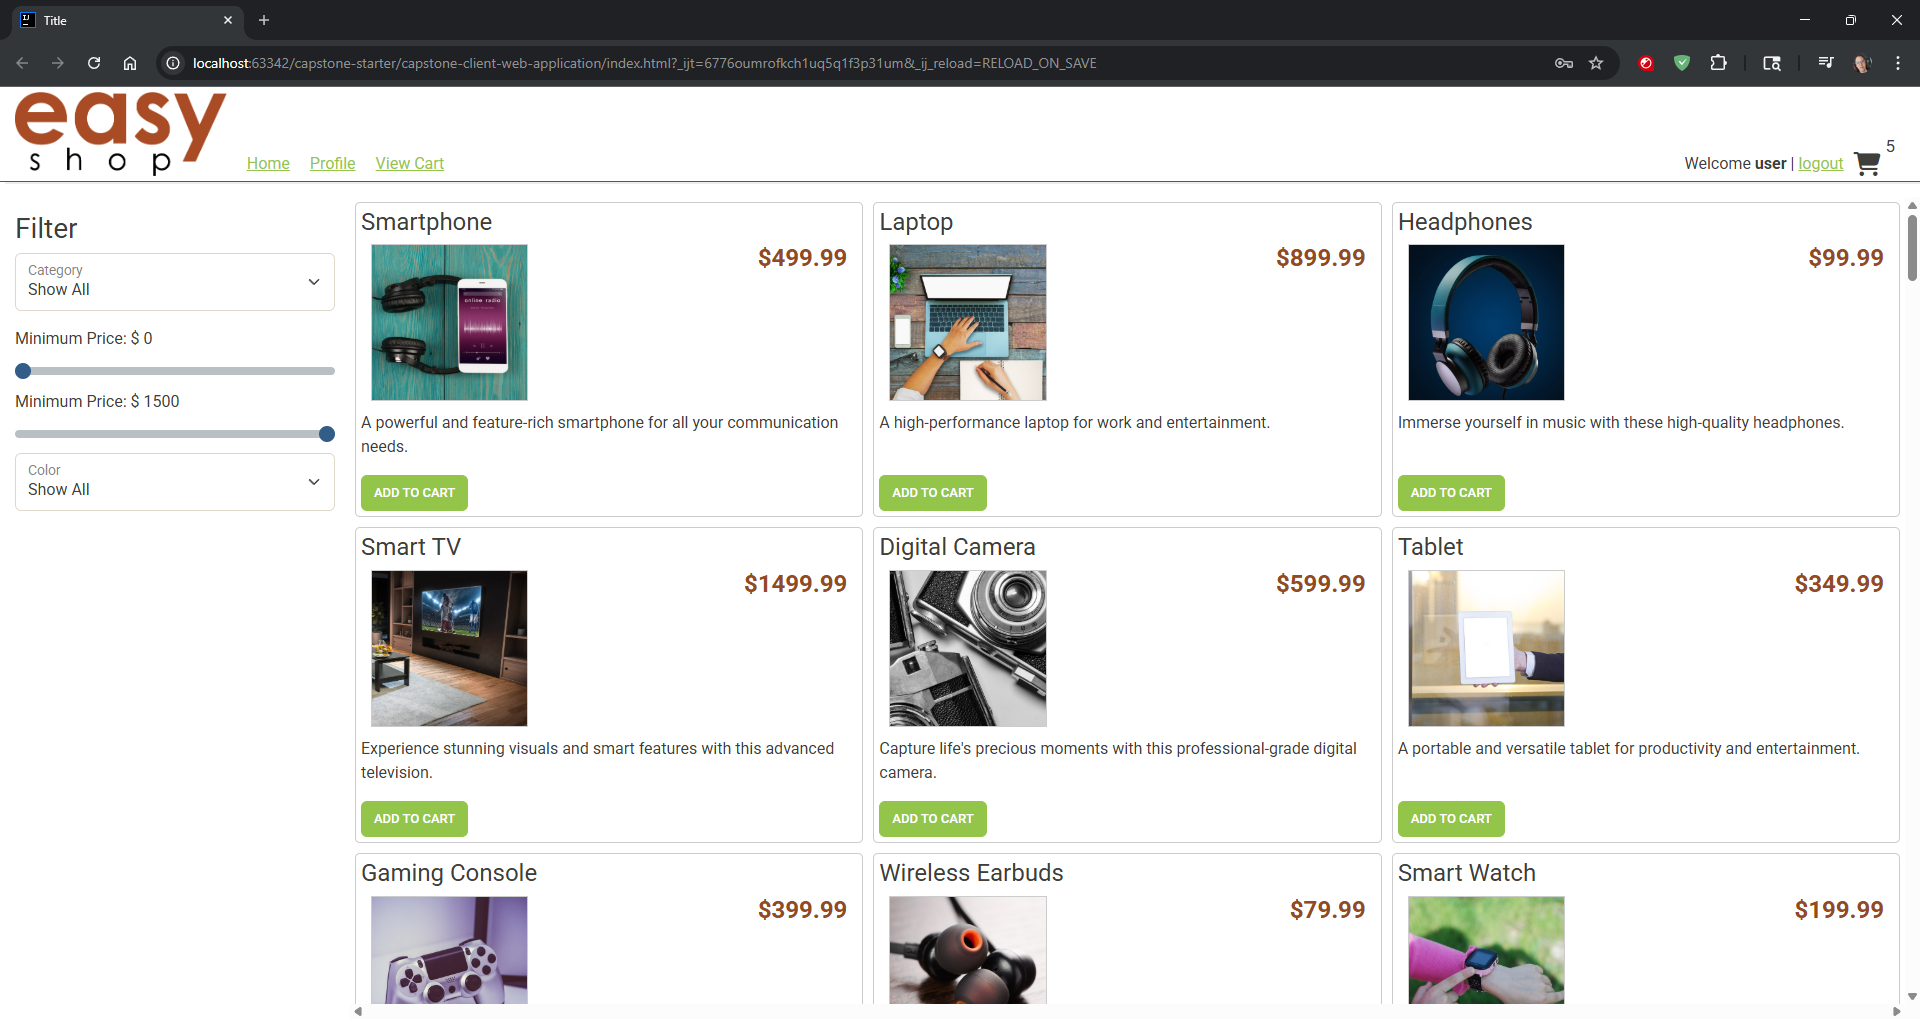 Title
localhost:63342/capstone-starter/capstone-client-web-application/index.html?_ijt=6776oumrofkch1uq5q1f3p31um&_ij_reload=RELOAD_ON_SAVE
easy
shop
Home Profile View Cart
Welcome user | logout
5
Filter
Category
Show All
Minimum Price: $ 0
Minimum Price: $ 1500
Color
Show All
Smartphone
$499.99
online radio
A powerful and feature-rich smartphone for all your communication
needs.
ADD TO CART
Laptop
$899.99
A high-performance laptop for work and entertainment.
ADD TO CART
Headphones
$99.99
Immerse yourself in music with these high-quality headphones.
ADD TO CART
Smart TV
$1499.99
Experience stunning visuals and smart features with this advanced
television.
ADD TO CART
Digital Camera
$599.99
Capture life's precious moments with this professional-grade digital
camera.
ADD TO CART
Tablet
$349.99
A portable and versatile tablet for productivity and entertainment.
ADD TO CART
Gaming Console
$399.99
Wireless Earbuds
$79.99
Smart Watch
$199.99